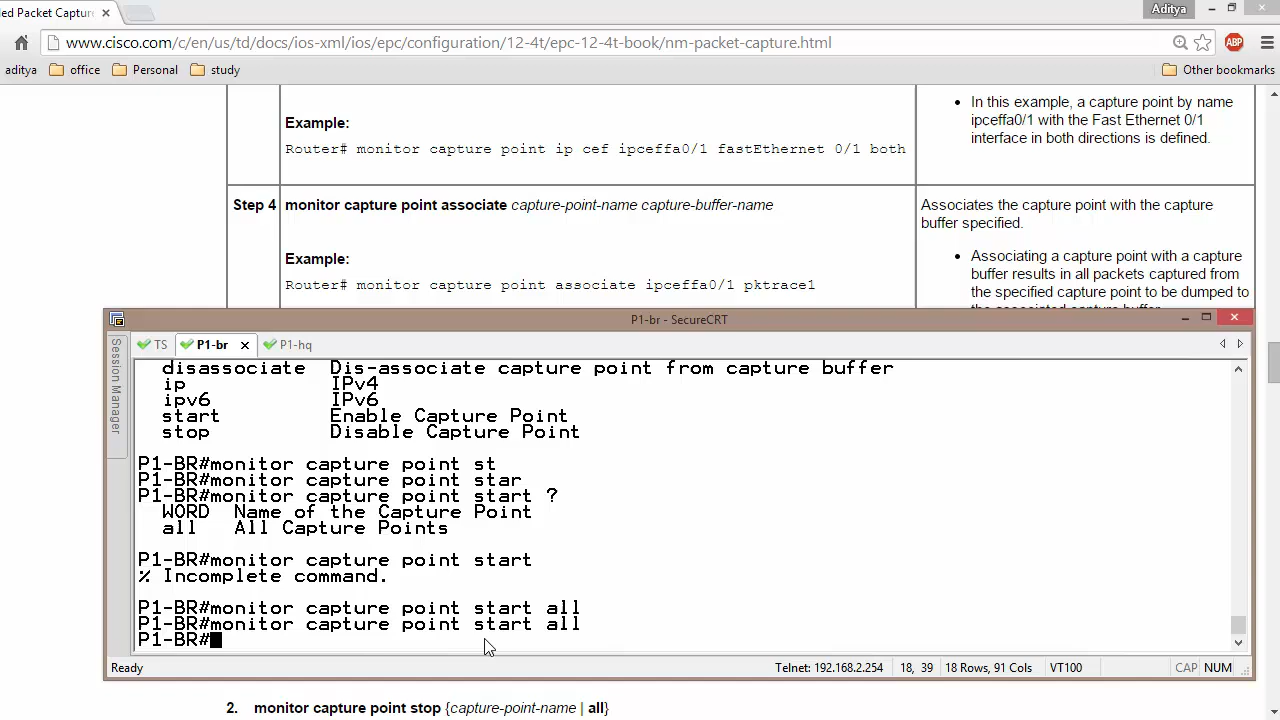 led Packet Captur
Aditya
www.cisco.com/c/en/us/td/docs/ios-xml/ios/epc/configuration/12-4t/epc-12-4t-book/nm-packet-capture.html
ABP
aditya office Personal study Other bookmarks
In this example, a capture point by name
ipceffa0/1 with the Fast Ethernet 0/1
interface in both directions is defined.
Example:
Router# monitor capture point ip cef ipceffa0/1 fastEthernet 0/1 both
Step 4 monitor capture point associate capture-point-name capture-buffer-name
Associates the capture point with the capture
buffer specified.
Example:
Router# monitor capture point associate ipceffa0/1 pktrace1
Associating a capture point with a capture
buffer results in all packets captured from
the specified capture point to be dumped to
the associated capture buffer.
P1-br - SecureCRT
TS P1-br P1-hq
Session Manager
disassociate Dis-associate capture point from capture buffer
ip IPv4
ipv6 IPv6
start Enable Capture Point
stop Disable Capture Point
P1-BR#monitor capture point st
P1-BR#monitor capture point star
P1-BR#monitor capture point start ?
WORD Name of the Capture Point
all All Capture Points
P1-BR#monitor capture point start
% Incomplete command.
P1-BR#monitor capture point start all
P1-BR#monitor capture point start all
P1-BR#
Ready Telnet: 192.168.2.254 18, 39 18 Rows, 91 Cols VT100 CAP NUM
2. monitor capture point stop {capture-point-name | all}